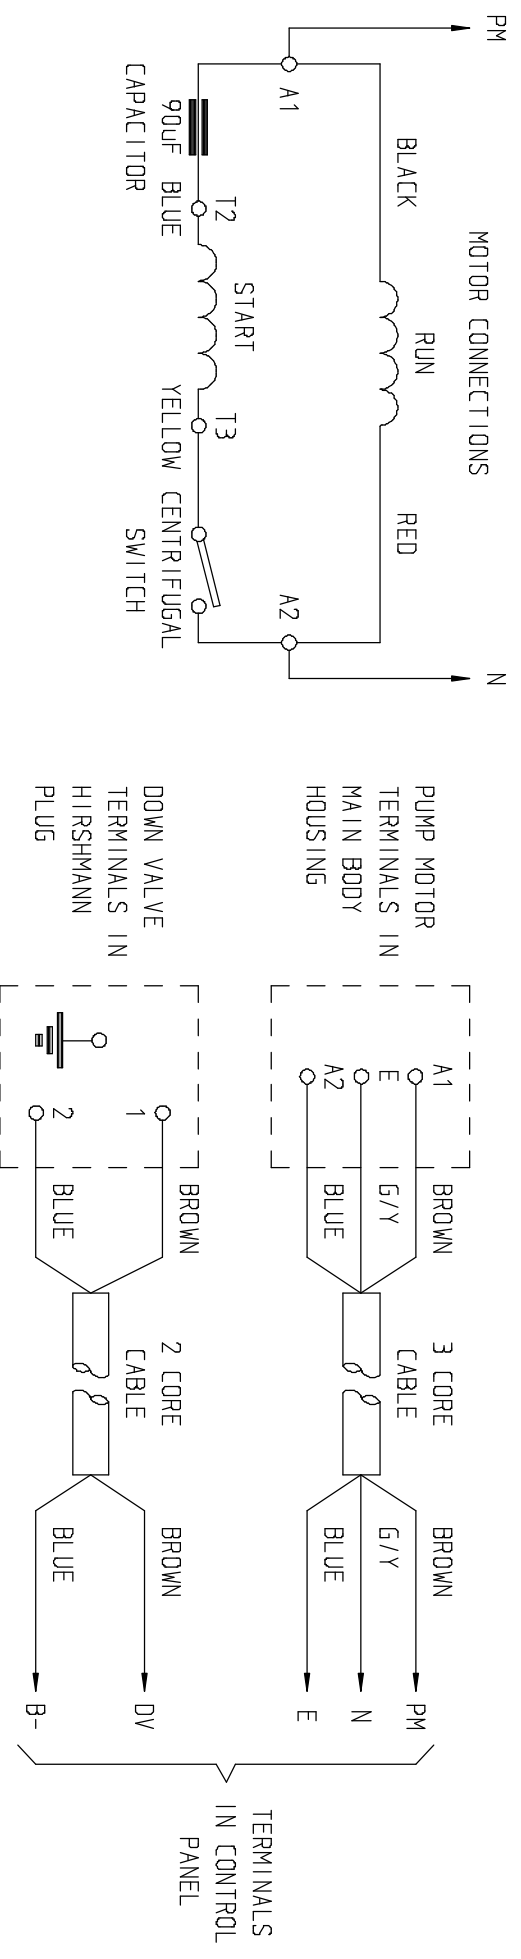 MOTOR CONNECTIONS
PM
N
A1
BLACK
RUN
RED
A2
T2
START
T3
90uF
BLUE
YELLOW
CENTRIFUGAL
SWITCH
CAPACITOR
PUMP MOTOR
TERMINALS IN
MAIN BODY
HOUSING
A1
E
A2
BROWN
G/Y
BLUE
3 CORE
CABLE
BROWN
G/Y
BLUE
PM
N
E
DOWN VALVE
TERMINALS IN
HIRSHMANN
PLUG
1
2
BROWN
BLUE
2 CORE
CABLE
BROWN
BLUE
DV
B-
TERMINALS
IN CONTROL
PANEL